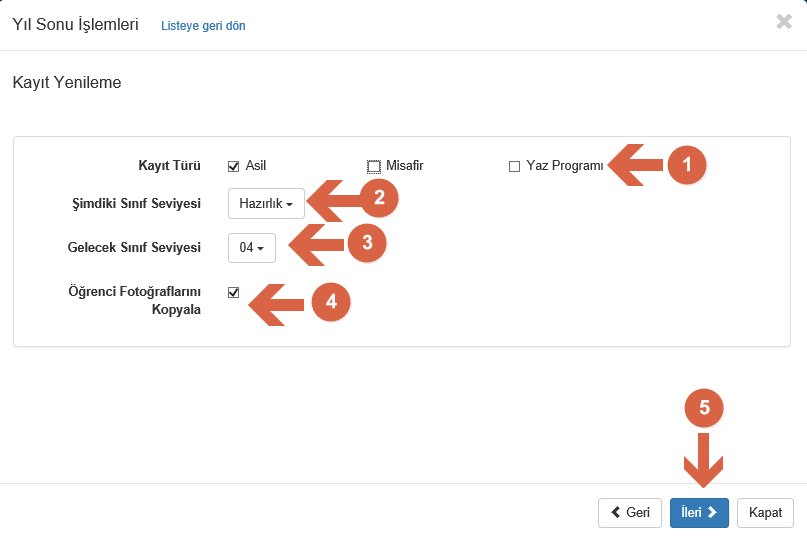 Yıl Sonu İşlemleri Listeye geri dön
Kayıt Yenileme
Kayıt Türü Asil Misafir Yaz Programı 1
Şimdiki Sınıf Seviyesi Hazırlık 2
Gelecek Sınıf Seviyesi 04 3
Öğrenci Fotoğraflarını
Kopyala 4
5
Geri İleri Kapat